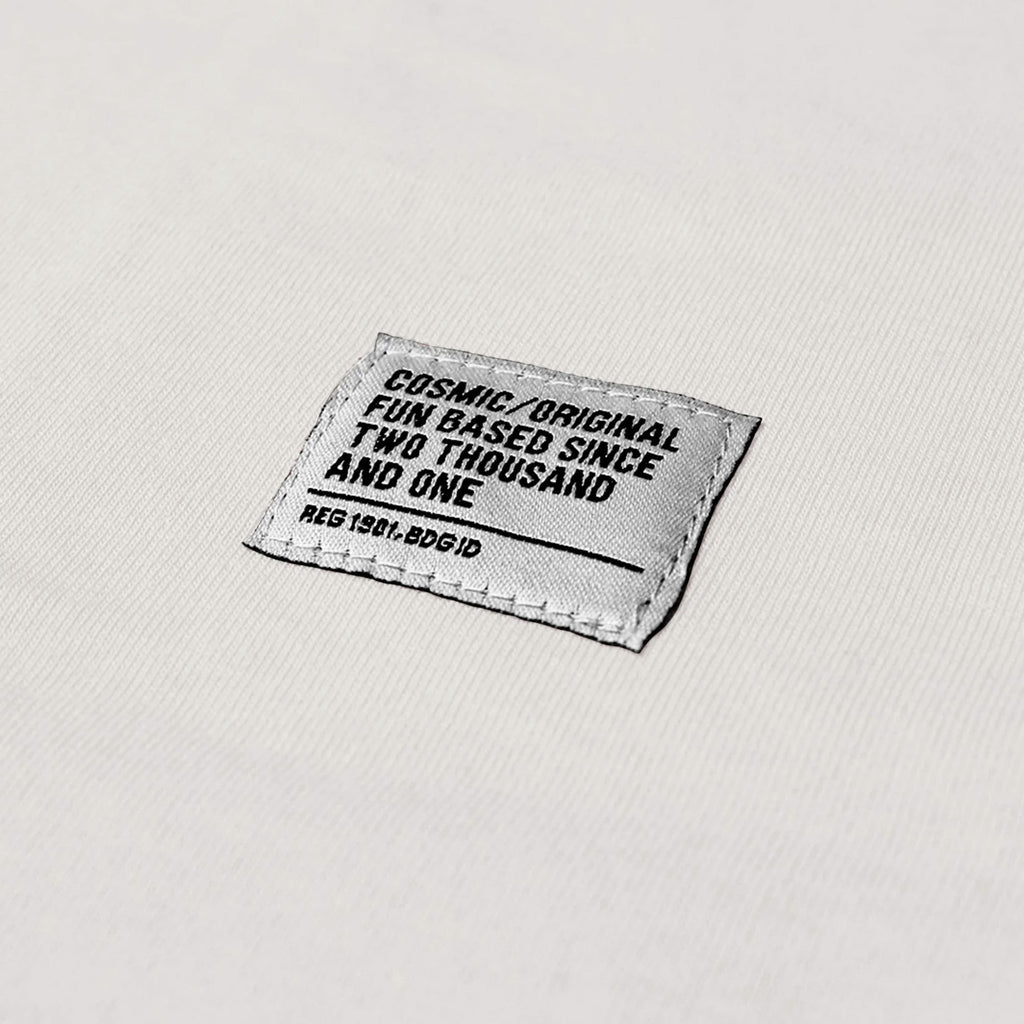 COSMIC/ORIGINAL
FUN BASED SINCE
TWO THOUSAND
AND ONE
REG 1901.BDG ID